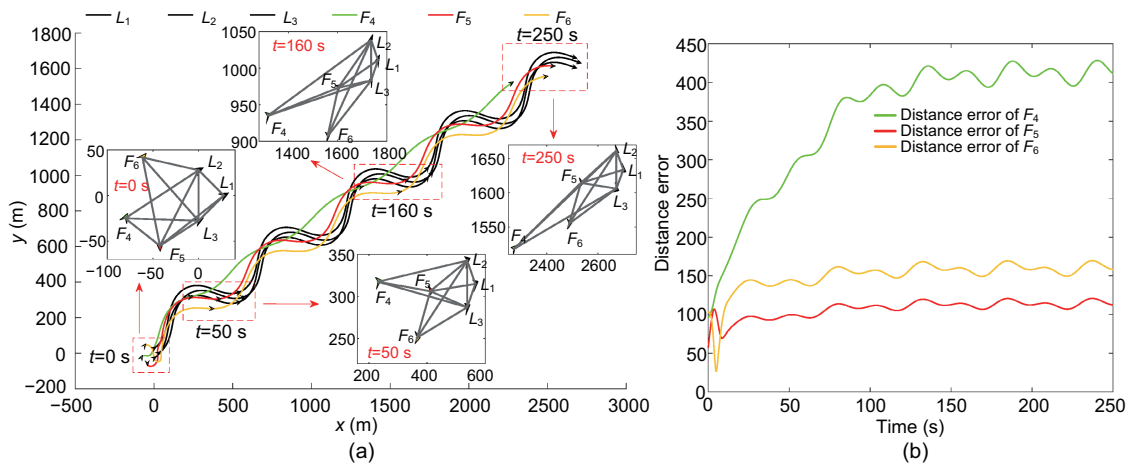 L1 L2 L3 F4 F5 F6
1800
1600
1400
1200
1000
800
600
400
200
0
−200
y (m)
−500 0 500 1000 1500 2000 2500 3000
x (m)
(a)
1050
1000
950
900
t=160 s
L2
L1
F5
L3
F4
F6
1400 1600 1800
t=250 s
50
0
−50
F6
L2
t=0 s
L1
F4
L3
F5
−100 −50 0
t=160 s
1650
1600
1550
t=250 s
L2
F5
L1
L3
F6
F4
2400 2600
350
300
250
L2
F5
L1
F4
L3
F6
t=50 s
200 400 600
t=50 s
t=0 s
450
400
350
300
250
200
150
100
50
0
Distance error
Distance error of F4
Distance error of F5
Distance error of F6
0 50 100 150 200 250
Time (s)
(b)